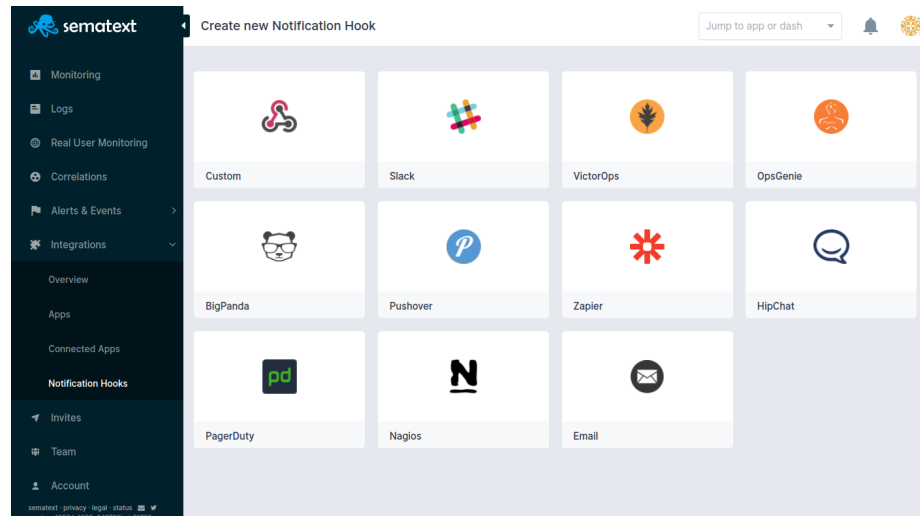 sematext
Create new Notification Hook
Jump to app or dash
Monitoring
Logs
Real User Monitoring
Correlations
Alerts & Events
Integrations
Overview
Apps
Connected Apps
Notification Hooks
Invites
Team
Account
sematext · privacy · legal · status
Custom
Slack
VictorOps
OpsGenie
BigPanda
Pushover
Zapier
HipChat
pd
PagerDuty
N
Nagios
Email